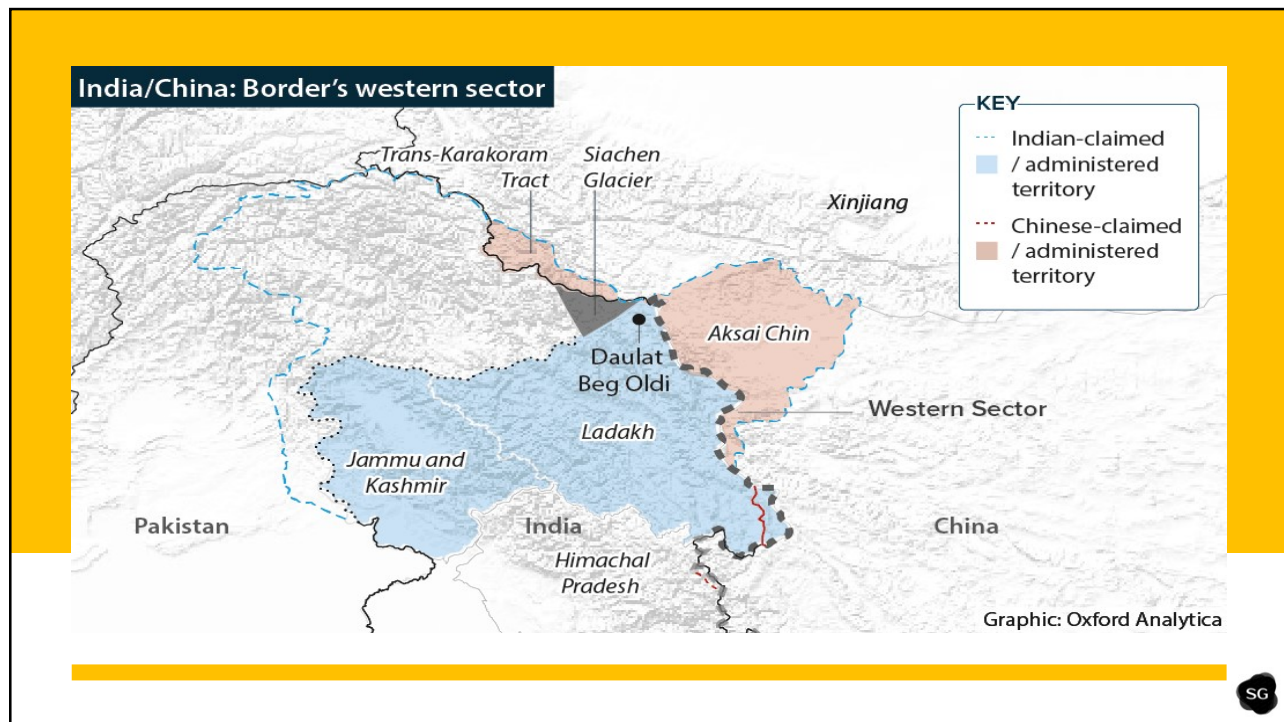 India/China: Border's western sector
KEY
Indian-claimed
/ administered
territory
Chinese-claimed
/ administered
territory
Trans-Karakoram
Tract
Siachen
Glacier
Xinjiang
Aksai Chin
Daulat
Beg Oldi
Western Sector
Ladakh
Jammu and
Kashmir
Pakistan
India
China
Himachal
Pradesh
Graphic: Oxford Analytica
SG